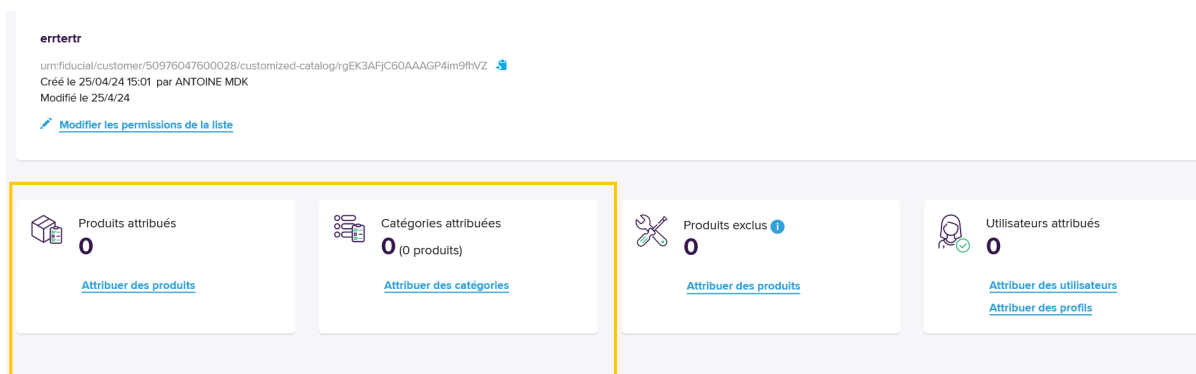 errtertr
urn:fiducial/customer/50976047600028/customized-catalog/rgEK3AFjC60AAAGP4im9fhVZ
Créé le 25/04/24 15:01 par ANTOINE MDK
Modifié le 25/4/24
Modifier les permissions de la liste
Produits attribués
0
Attribuer des produits
Catégories attribuées
0 (0 produits)
Attribuer des catégories
Produits exclus
0
Attribuer des produits
Utilisateurs attribués
0
Attribuer des utilisateurs
Attribuer des profils